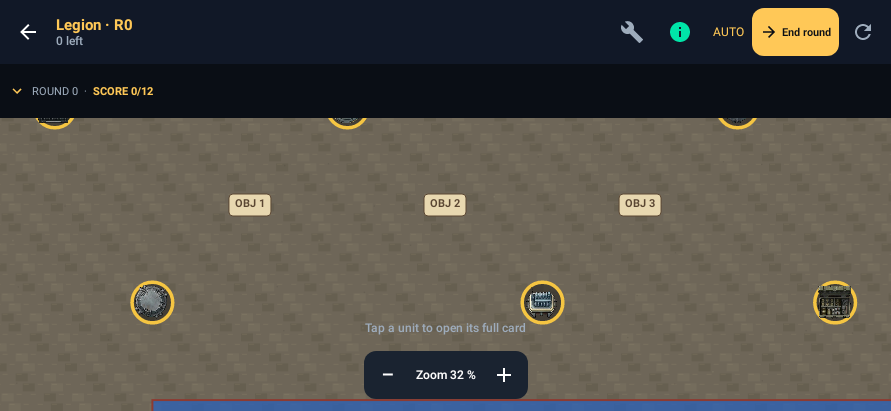 Legion · R0
0 left
AUTO
End round
ROUND 0 · SCORE 0/12
OBJ 1
OBJ 2
OBJ 3
Tap a unit to open its full card
− Zoom 32 % +